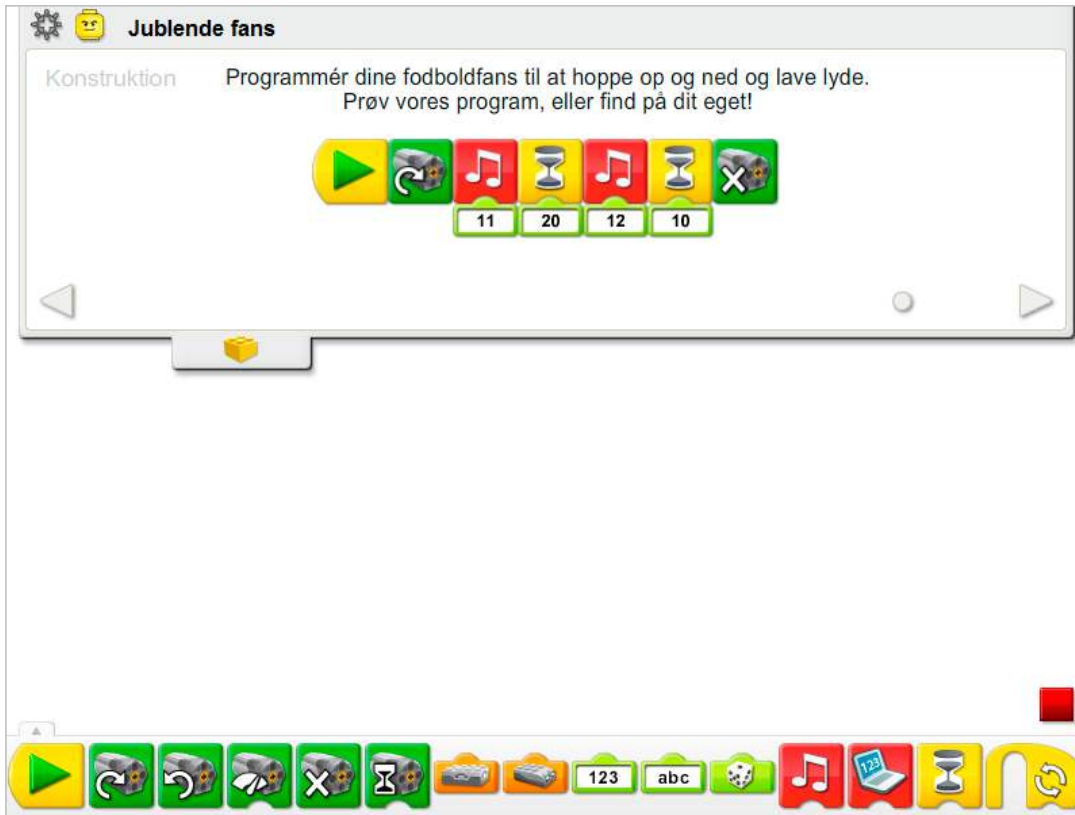 Jublende fans
Konstruktion
Programmér dine fodboldfans til at hoppe op og ned og lave lyde.
Prøv vores program, eller find på dit eget!
11 20 12 10
123 abc 123